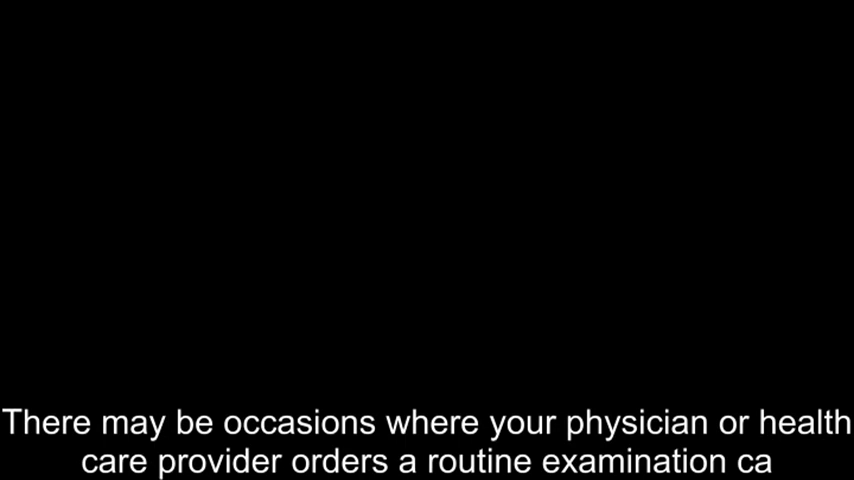 There may be occasions where your physician or health
care provider orders a routine examination ca